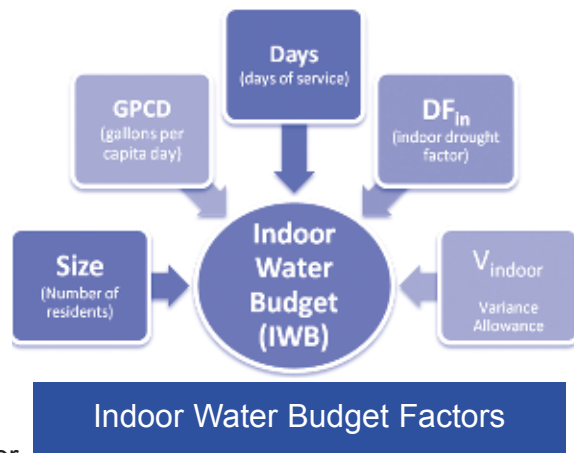 Days
(days of service)
GPCD
(gallons per
capita day)
DFin
(indoor drought
factor)
Size
(Number of
residents)
Indoor
Water
Budget
(IWB)
Vindoor
Variance
Allowance
Indoor Water Budget Factors